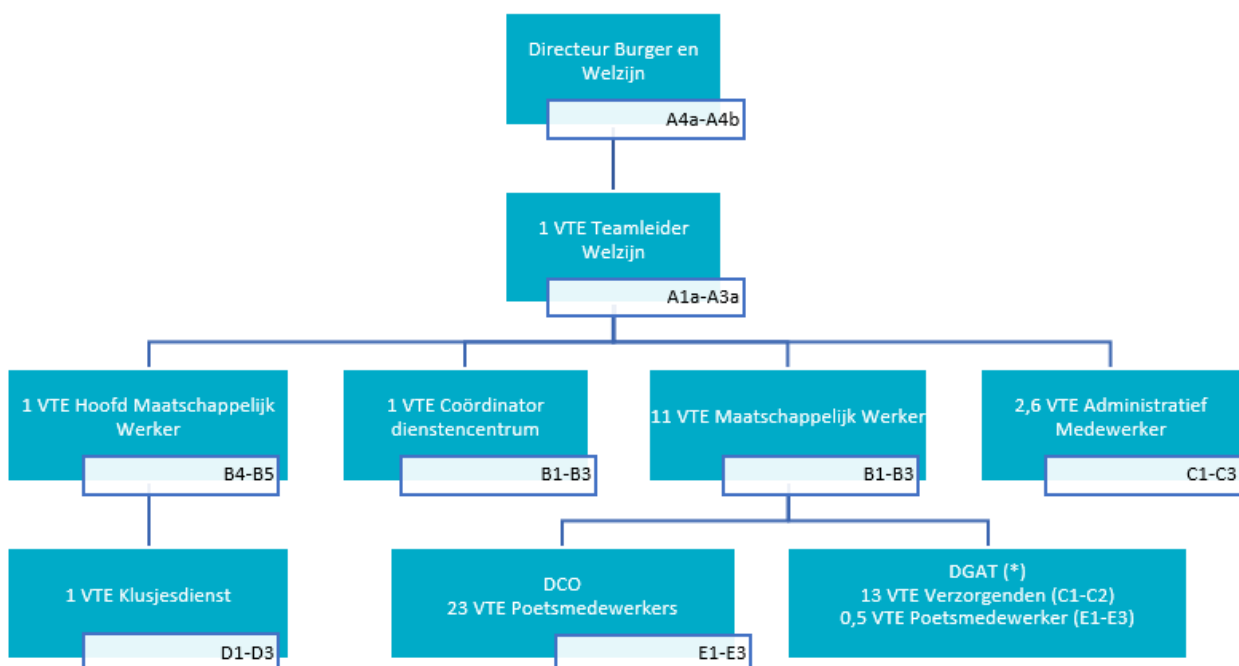 Directeur Burger en
Welzijn
A4a-A4b
1 VTE Teamleider
Welzijn
A1a-A3a
1 VTE Hoofd Maatschappelijk
Werker
B4-B5
1 VTE Coördinator
dienstencentrum
B1-B3
11 VTE Maatschappelijk Werker
B1-B3
2,6 VTE Administratief
Medewerker
C1-C3
1 VTE Klusjesdienst
D1-D3
DCO
23 VTE Poetsmedewerkers
E1-E3
DGAT (*)
13 VTE Verzorgenden (C1-C2)
0,5 VTE Poetsmedewerker (E1-E3)